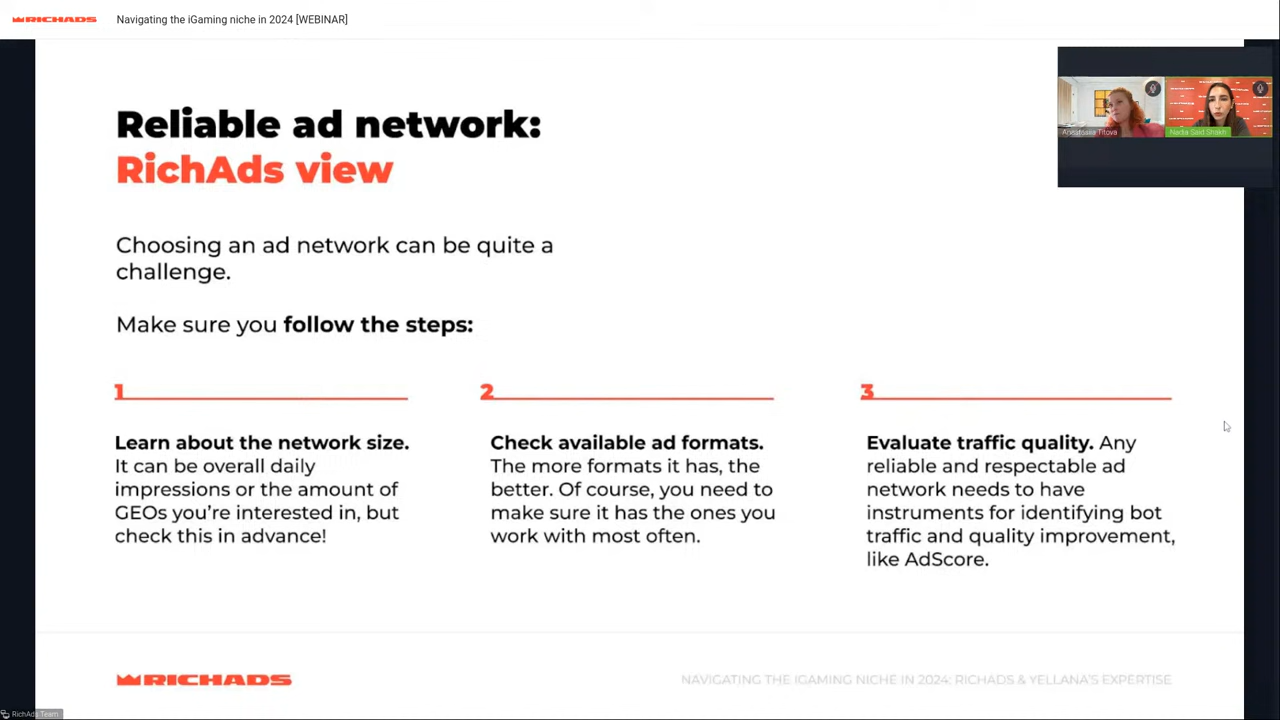 RICHADS
Navigating the iGaming niche in 2024 [WEBINAR]
Reliable ad network:
RichAds view
Anastasiia Titova
Nadia Said Shakh
Choosing an ad network can be quite a
challenge.
Make sure you follow the steps:
1
Learn about the network size.
It can be overall daily
impressions or the amount of
GEOs you’re interested in, but
check this in advance!
2
Check available ad formats.
The more formats it has, the
better. Of course, you need to
make sure it has the ones you
work with most often.
3
Evaluate traffic quality. Any
reliable and respectable ad
network needs to have
instruments for identifying bot
traffic and quality improvement,
like AdScore.
RICHADS
NAVIGATING THE IGAMING NICHE IN 2024: RICHADS & YELLANA’S EXPERTISE
RichAds Team